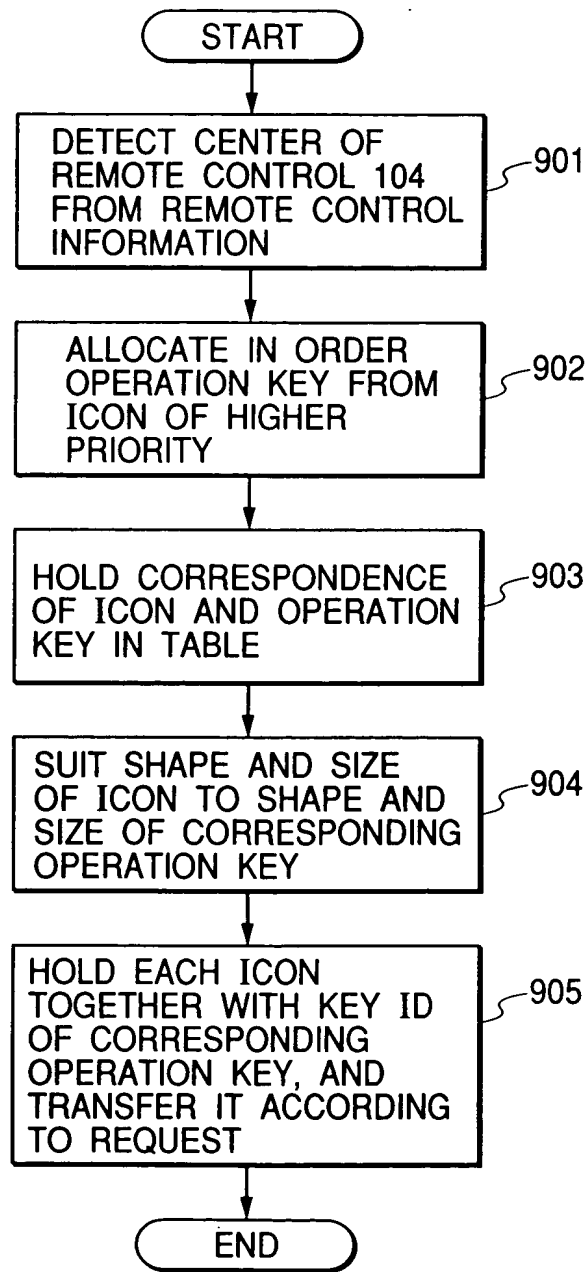 START
DETECT CENTER OF
REMOTE CONTROL 104
FROM REMOTE CONTROL
INFORMATION
901
ALLOCATE IN ORDER
OPERATION KEY FROM
ICON OF HIGHER
PRIORITY
902
HOLD CORRESPONDENCE
OF ICON AND OPERATION
KEY IN TABLE
903
SUIT SHAPE AND SIZE
OF ICON TO SHAPE AND
SIZE OF CORRESPONDING
OPERATION KEY
904
HOLD EACH ICON
TOGETHER WITH KEY ID
OF CORRESPONDING
OPERATION KEY, AND
TRANSFER IT ACCORDING
TO REQUEST
905
END